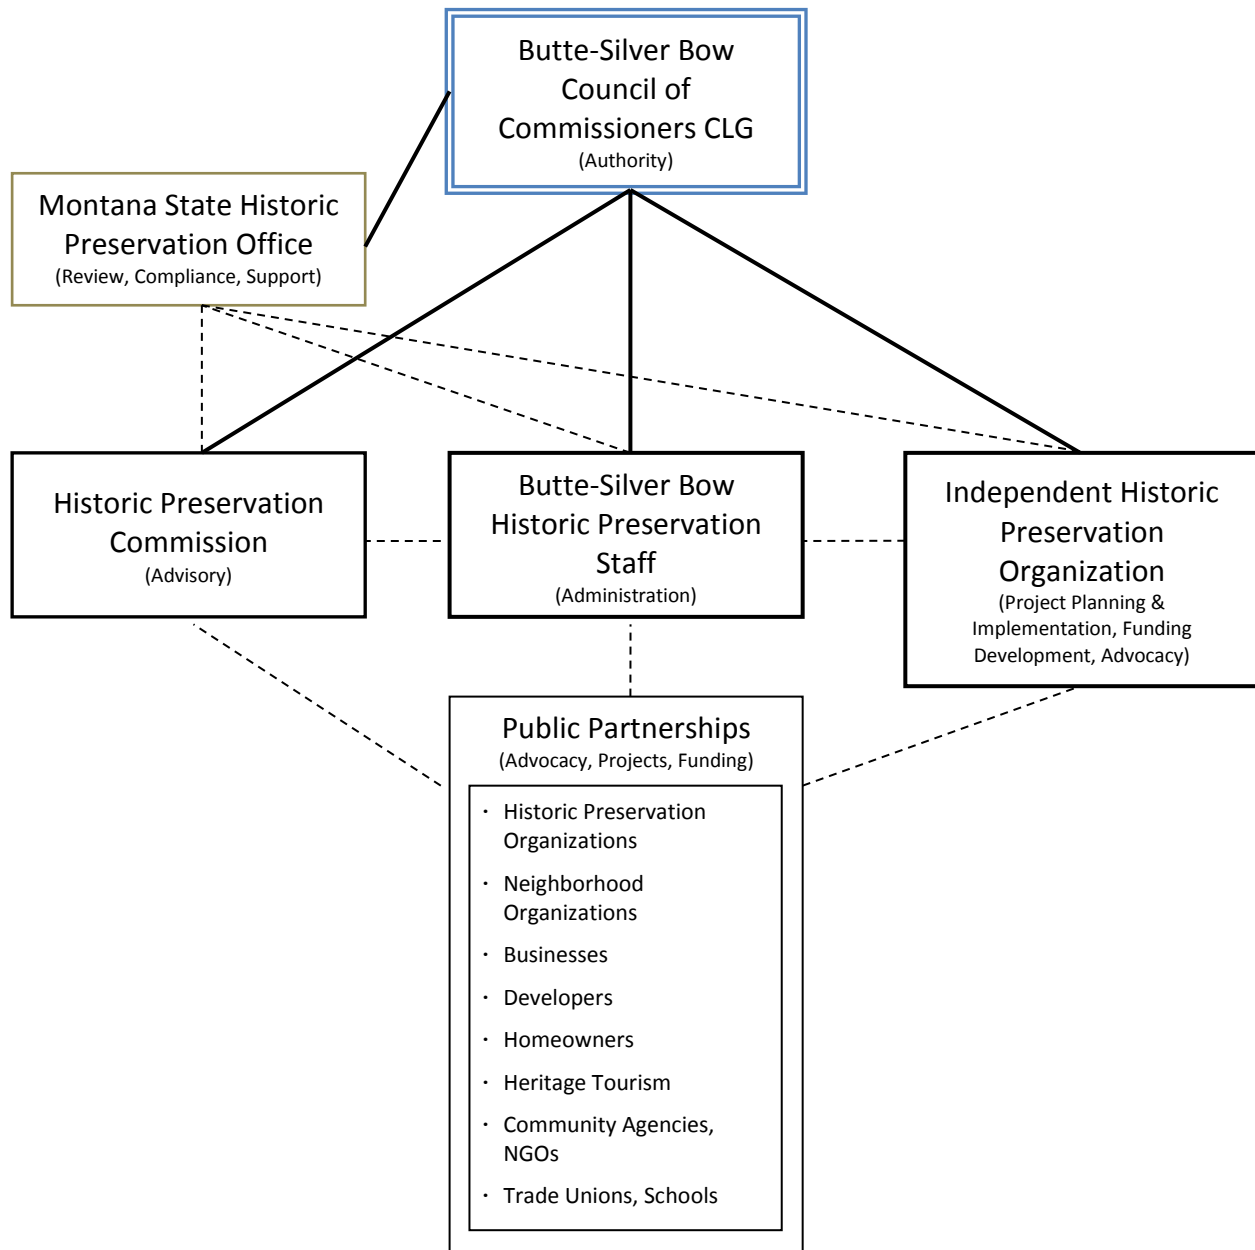 Butte-Silver Bow
Council of
Commissioners CLG
(Authority)
Montana State Historic
Preservation Office
(Review, Compliance, Support)
Historic Preservation
Commission
(Advisory)
Butte-Silver Bow
Historic Preservation
Staff
(Administration)
Independent Historic
Preservation
Organization
(Project Planning &
Implementation, Funding
Development, Advocacy)
Public Partnerships
(Advocacy, Projects, Funding)
· Historic Preservation
Organizations
· Neighborhood
Organizations
· Businesses
· Developers
· Homeowners
· Heritage Tourism
· Community Agencies,
NGOs
· Trade Unions, Schools